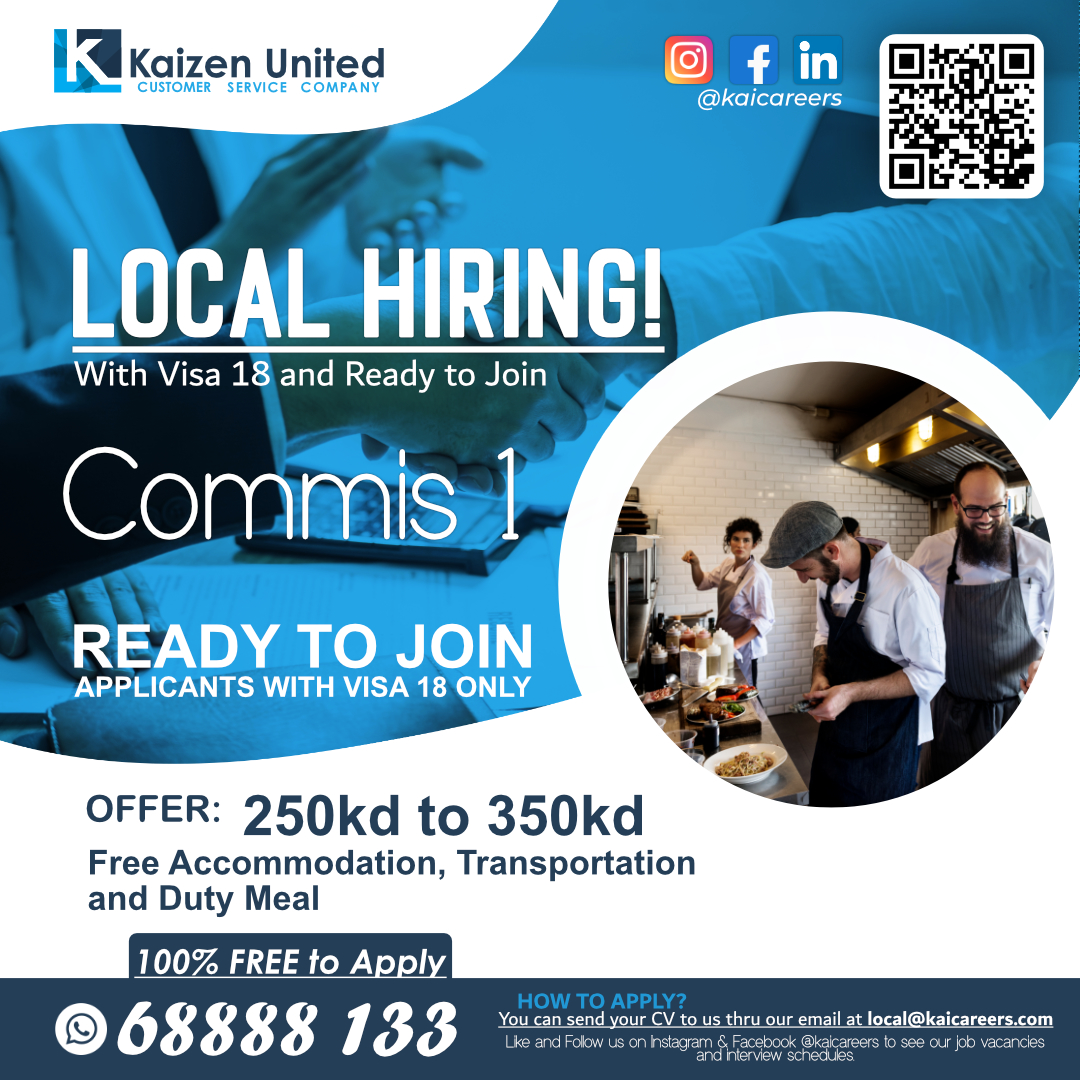 Kaizen United
CUSTOMER SERVICE COMPANY
@kaicareers
LOCAL HIRING!
With Visa 18 and Ready to Join
Commis 1
READY TO JOIN
APPLICANTS WITH VISA 18 ONLY
OFFER: 250kd to 350kd
Free Accommodation, Transportation
and Duty Meal
100% FREE to Apply
68888 133
HOW TO APPLY?
You can send your CV to us thru our email at local@kaicareers.com
Like and Follow us on Instagram & Facebook @kaicareers to see our job vacancies
and interview schedules.